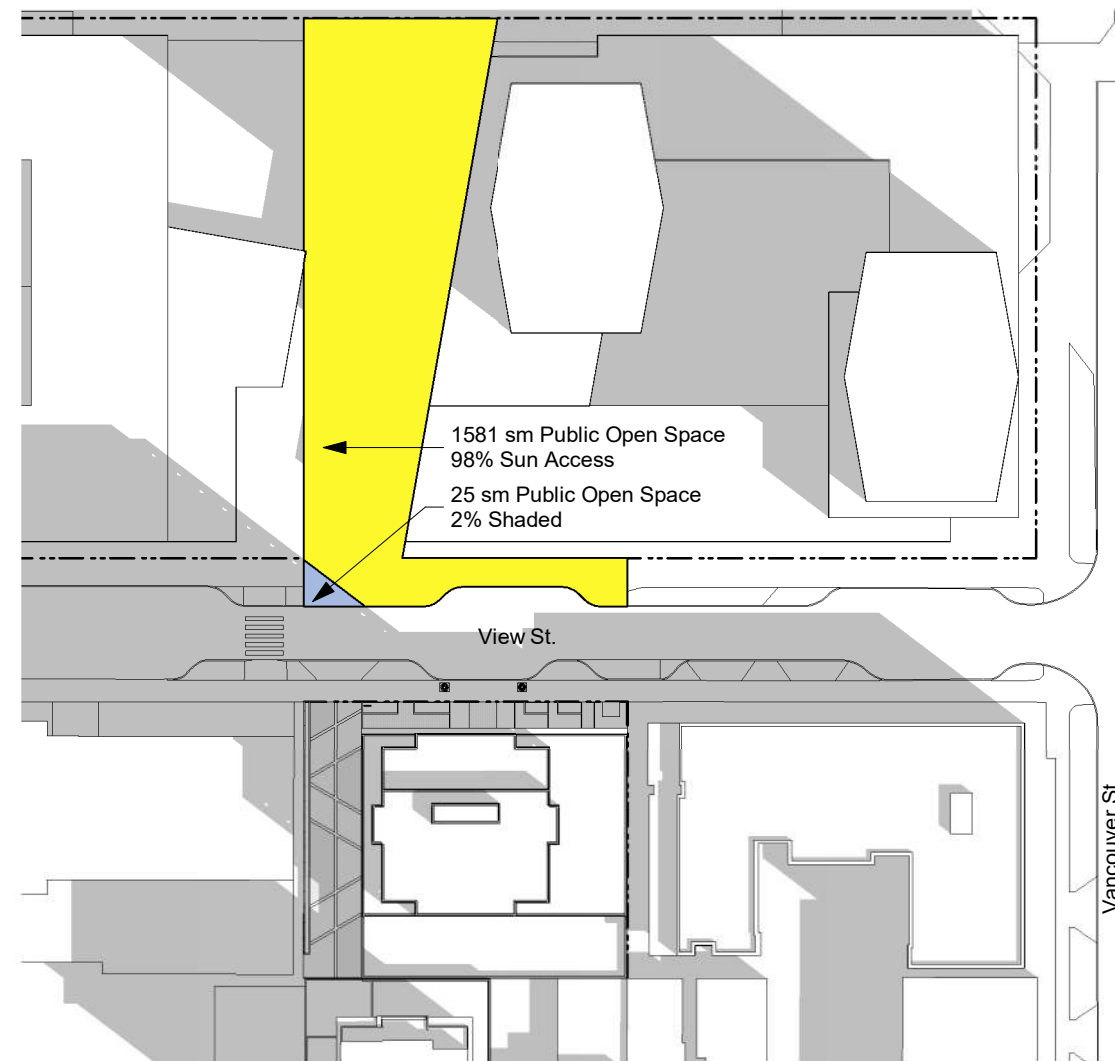 1581 sm Public Open Space
98% Sun Access
25 sm Public Open Space
2% Shaded
View St.
Vancouver St.